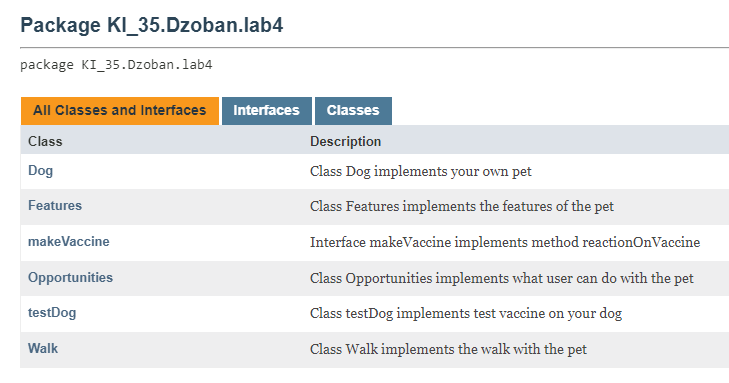 Package KI_35.Dzoban.lab4
package KI_35.Dzoban.lab4
All Classes and Interfaces Interfaces Classes
Class Description
Dog Class Dog implements your own pet
Features Class Features implements the features of the pet
makeVaccine Interface makeVaccine implements method reactionOnVaccine
Opportunities Class Opportunities implements what user can do with the pet
testDog Class testDog implements test vaccine on your dog
Walk Class Walk implements the walk with the pet